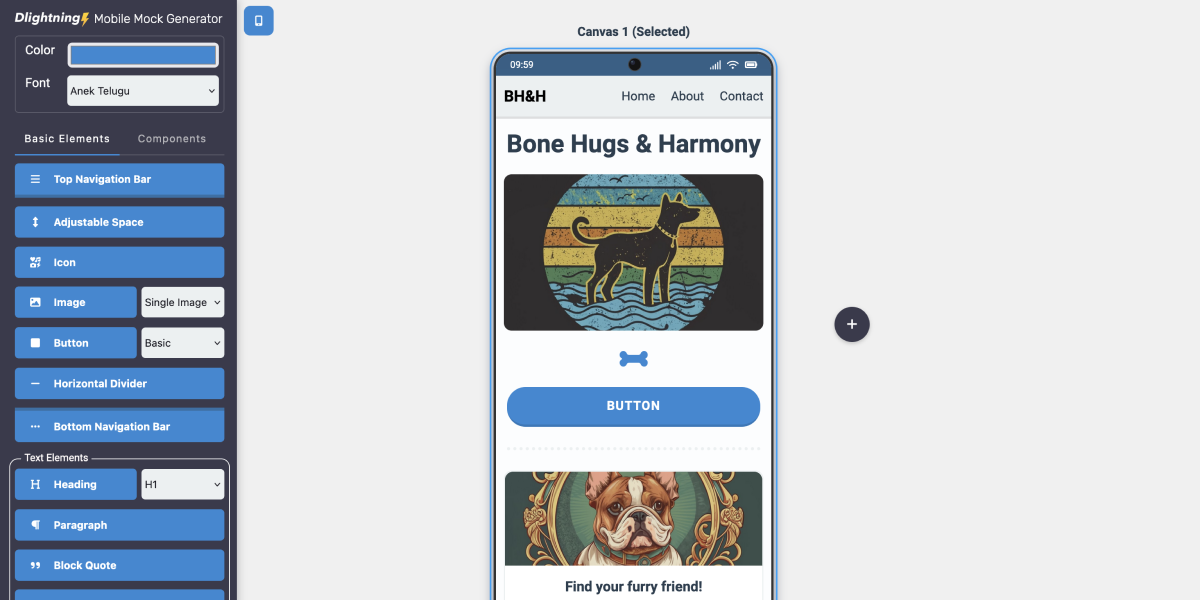 Dlightning Mobile Mock Generator
Color
Font
Anek Telugu
Basic Elements
Components
Top Navigation Bar
Adjustable Space
Icon
Image
Single Image
Button
Basic
Horizontal Divider
Bottom Navigation Bar
Text Elements
Heading
H1
Paragraph
Block Quote
Canvas 1 (Selected)
09:59
BH&H
Home
About
Contact
Bone Hugs & Harmony
BUTTON
Find your furry friend!
+